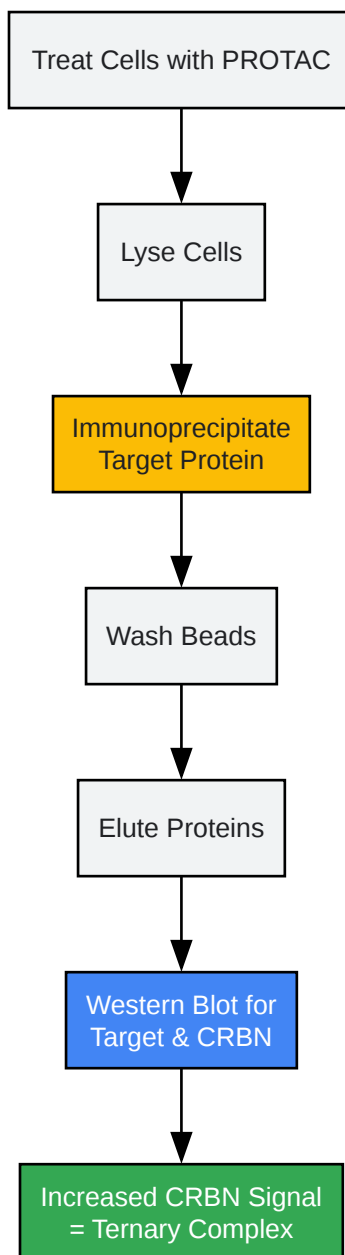 Treat Cells with PROTAC
Lyse Cells
Immunoprecipitate
Target Protein
Wash Beads
Elute Proteins
Western Blot for
Target & CRBN
Increased CRBN Signal
= Ternary Complex